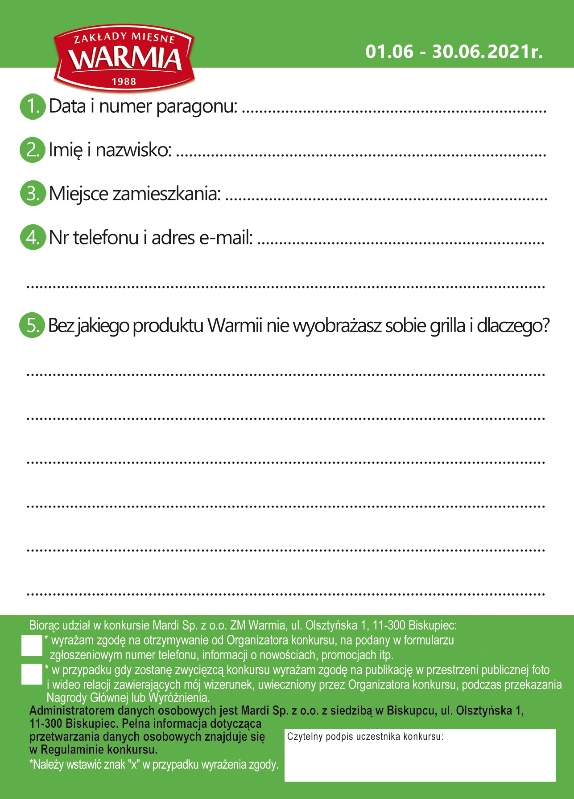 ZAKŁADY MIĘSNE
WARMIA
1988
01.06 - 30.06.2021r.
1. Data i numer paragonu: ..........................................................
2. Imię i nazwisko: ..........................................................
3. Miejsce zamieszkania: ..........................................................
4. Nr telefonu i adres e-mail: ..........................................................
5. Bez jakiego produktu Warmii nie wyobrażasz sobie grilla i dlaczego?
Biorąc udział w konkursie Mardi Sp. z o.o. ZM Warmia, ul. Olsztyńska 1, 11-300 Biskupiec:
* wyrażam zgodę na otrzymywanie od Organizatora konkursu, na podany w formularzu
zgłoszeniowym numer telefonu, informacji o nowościach, promocjach itp.
* w przypadku gdy zostanę zwycięzcą konkursu wyrażam zgodę na publikację w przestrzeni publicznej foto
i wideo relacji zawierających mój wizerunek, uwieczniony przez Organizatora konkursu, podczas przekazania
Nagrody Głównej lub Wyróżnienia.
Administratorem danych osobowych jest Mardi Sp. z o.o. z siedzibą w Biskupcu, ul. Olsztyńska 1,
11-300 Biskupiec. Pełna informacja dotycząca
przetwarzania danych osobowych znajduje się
w Regulaminie konkursu.
*Należy wstawić znak "x" w przypadku wyrażenia zgody.
Czytelny podpis uczestnika konkursu: